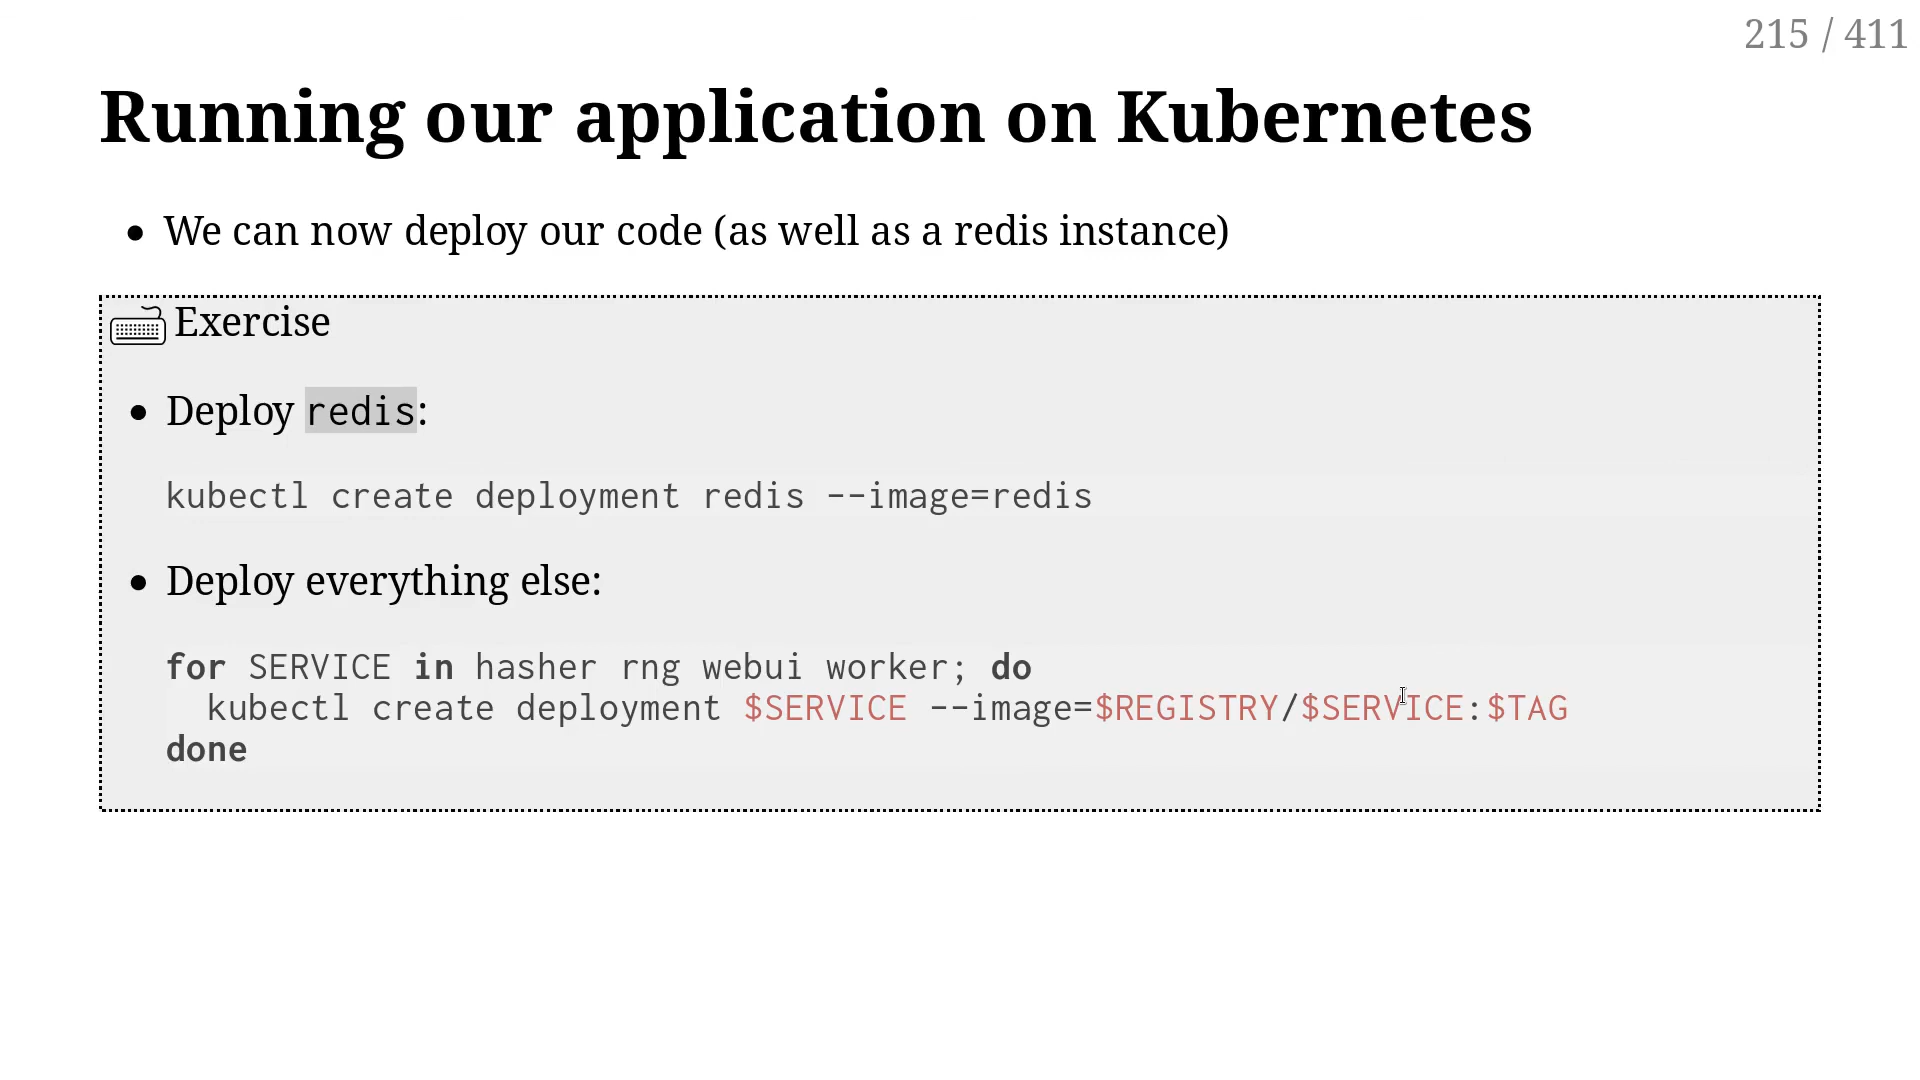 215 / 411
Running our application on Kubernetes
• We can now deploy our code (as well as a redis instance)
Exercise
• Deploy redis:
kubectl create deployment redis --image=redis
• Deploy everything else:
for SERVICE in hasher rng webui worker; do
  kubectl create deployment $SERVICE --image=$REGISTRY/$SERVICE:$TAG
done